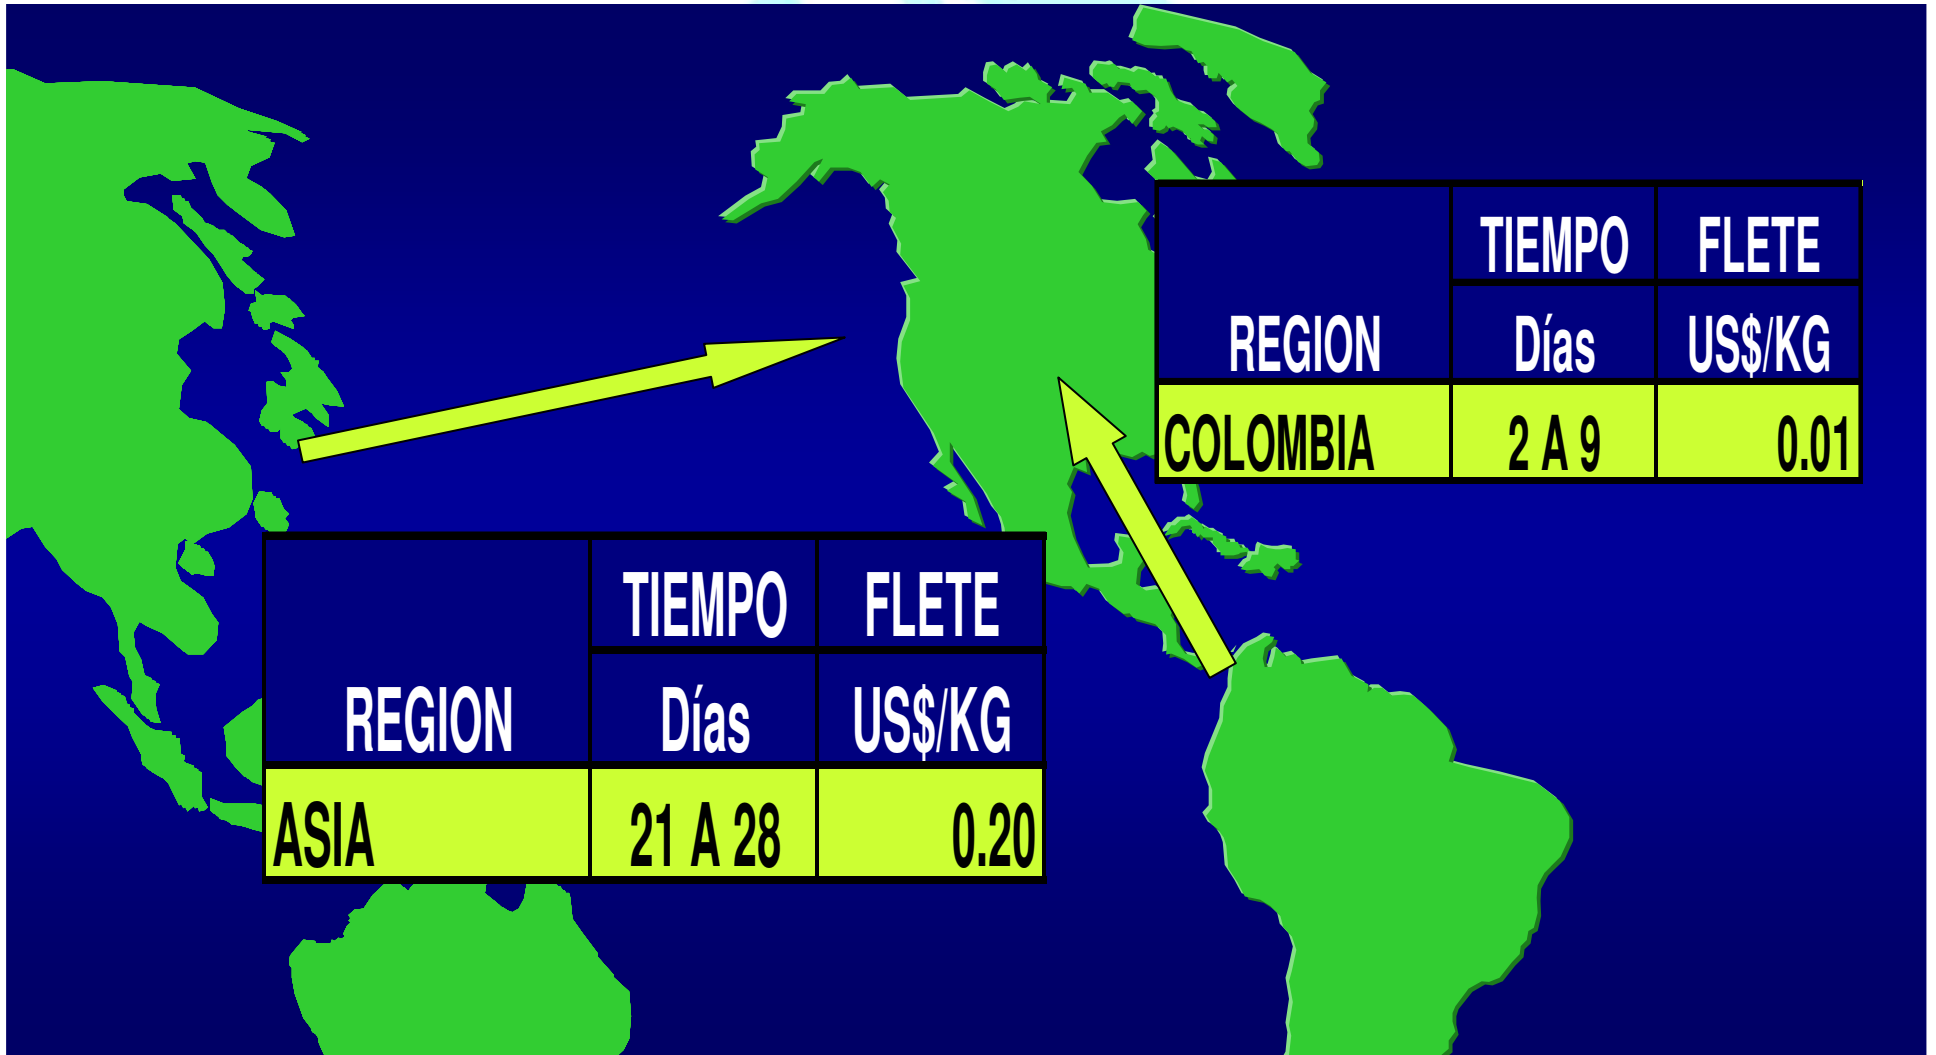 TIEMPO FLETE
REGION Días US$/KG
COLOMBIA 2 A 9 0.01
TIEMPO FLETE
REGION Días US$/KG
ASIA 21 A 28 0.20